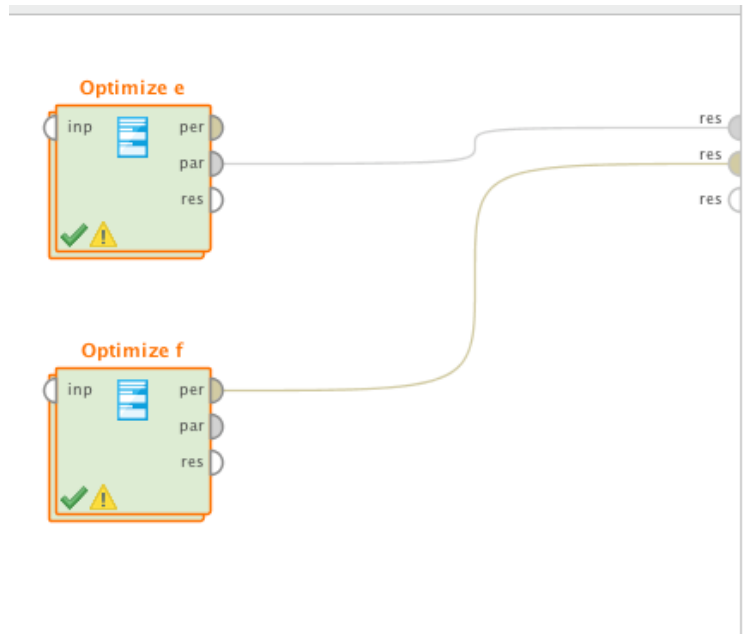 Optimize e
inp
per
par
res
res
res
res
Optimize f
inp
per
par
res